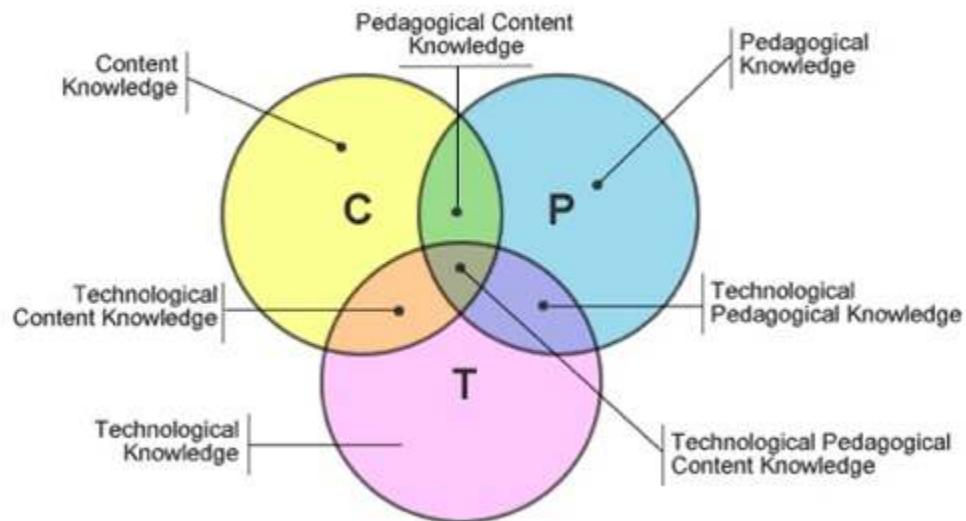 Pedagogical Content
Knowledge
Content
Knowledge
Pedagogical
Knowledge
C
P
Technological
Content Knowledge
Technological
Pedagogical Knowledge
T
Technological
Knowledge
Technological Pedagogical
Content Knowledge